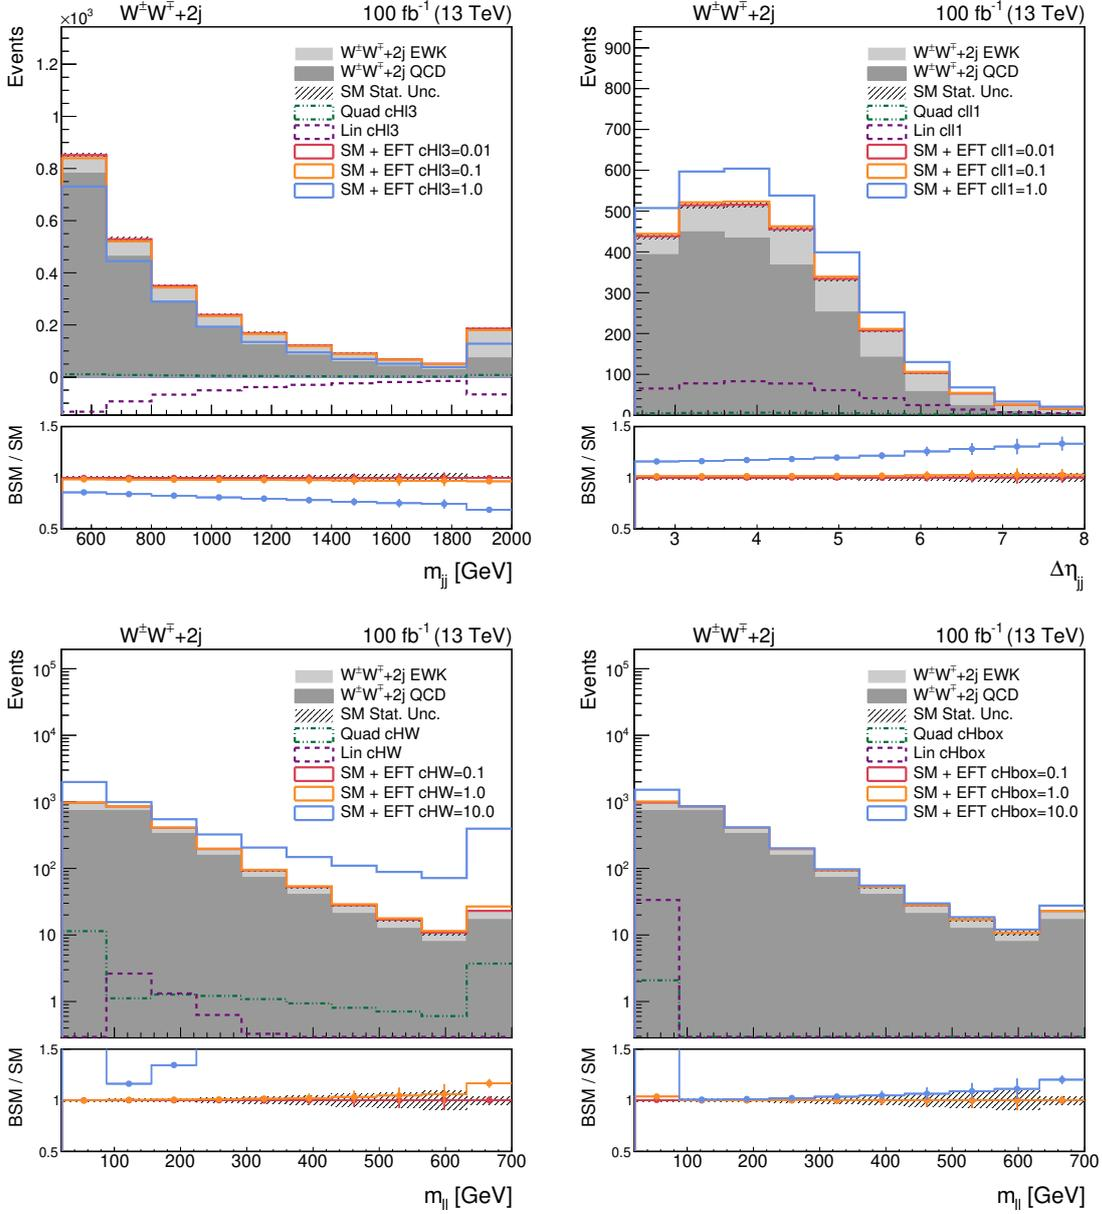 ×10³ W±W∓+2j 100 fb⁻¹ (13 TeV)
Events
1.2
1
0.8
0.6
0.4
0.2
0
W±W∓+2j EWK
W±W∓+2j QCD
SM Stat. Unc.
Quad cHl3
Lin cHl3
SM + EFT cHl3=0.01
SM + EFT cHl3=0.1
SM + EFT cHl3=1.0
BSM / SM
1.5
1
0.5
600 800 1000 1200 1400 1600 1800 2000
mjj [GeV]
W±W∓+2j 100 fb⁻¹ (13 TeV)
Events
900
800
700
600
500
400
300
200
100
0
W±W∓+2j EWK
W±W∓+2j QCD
SM Stat. Unc.
Quad cll1
Lin cll1
SM + EFT cll1=0.01
SM + EFT cll1=0.1
SM + EFT cll1=1.0
BSM / SM
1.5
1
0.5
3 4 5 6 7 8
Δηjj
W±W∓+2j 100 fb⁻¹ (13 TeV)
Events
10⁵
10⁴
10³
10²
10
1
W±W∓+2j EWK
W±W∓+2j QCD
SM Stat. Unc.
Quad cHW
Lin cHW
SM + EFT cHW=0.1
SM + EFT cHW=1.0
SM + EFT cHW=10.0
BSM / SM
1.5
1
0.5
100 200 300 400 500 600 700
mll [GeV]
W±W∓+2j 100 fb⁻¹ (13 TeV)
Events
10⁵
10⁴
10³
10²
10
1
W±W∓+2j EWK
W±W∓+2j QCD
SM Stat. Unc.
Quad cHbox
Lin cHbox
SM + EFT cHbox=0.1
SM + EFT cHbox=1.0
SM + EFT cHbox=10.0
BSM / SM
1.5
1
0.5
100 200 300 400 500 600 700
mll [GeV]